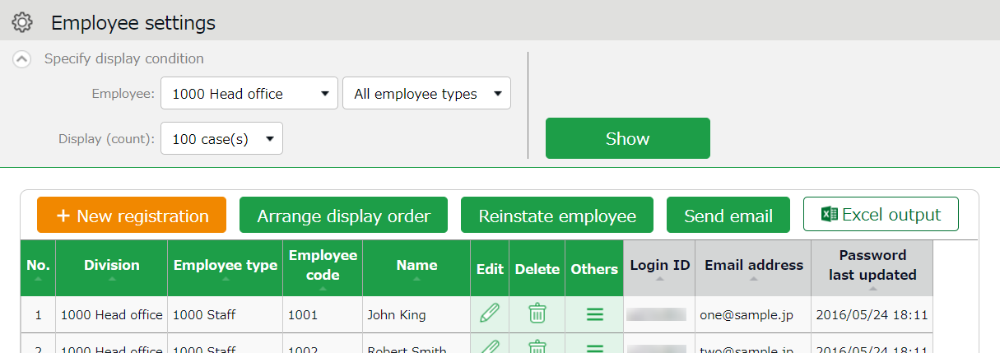 Employee settings
Specify display condition
Employee: 1000 Head office All employee types
Display (count): 100 case(s) Show
+ New registration Arrange display order Reinstate employee Send email Excel output
No. Division Employee type Employee code Name Edit Delete Others Login ID Email address Password last updated
1 1000 Head office 1000 Staff 1001 John King one@sample.jp 2016/05/24 18:11
2 1000 Head office 1000 Staff 1002 Robert Smith two@sample.jp 2016/05/24 18:11